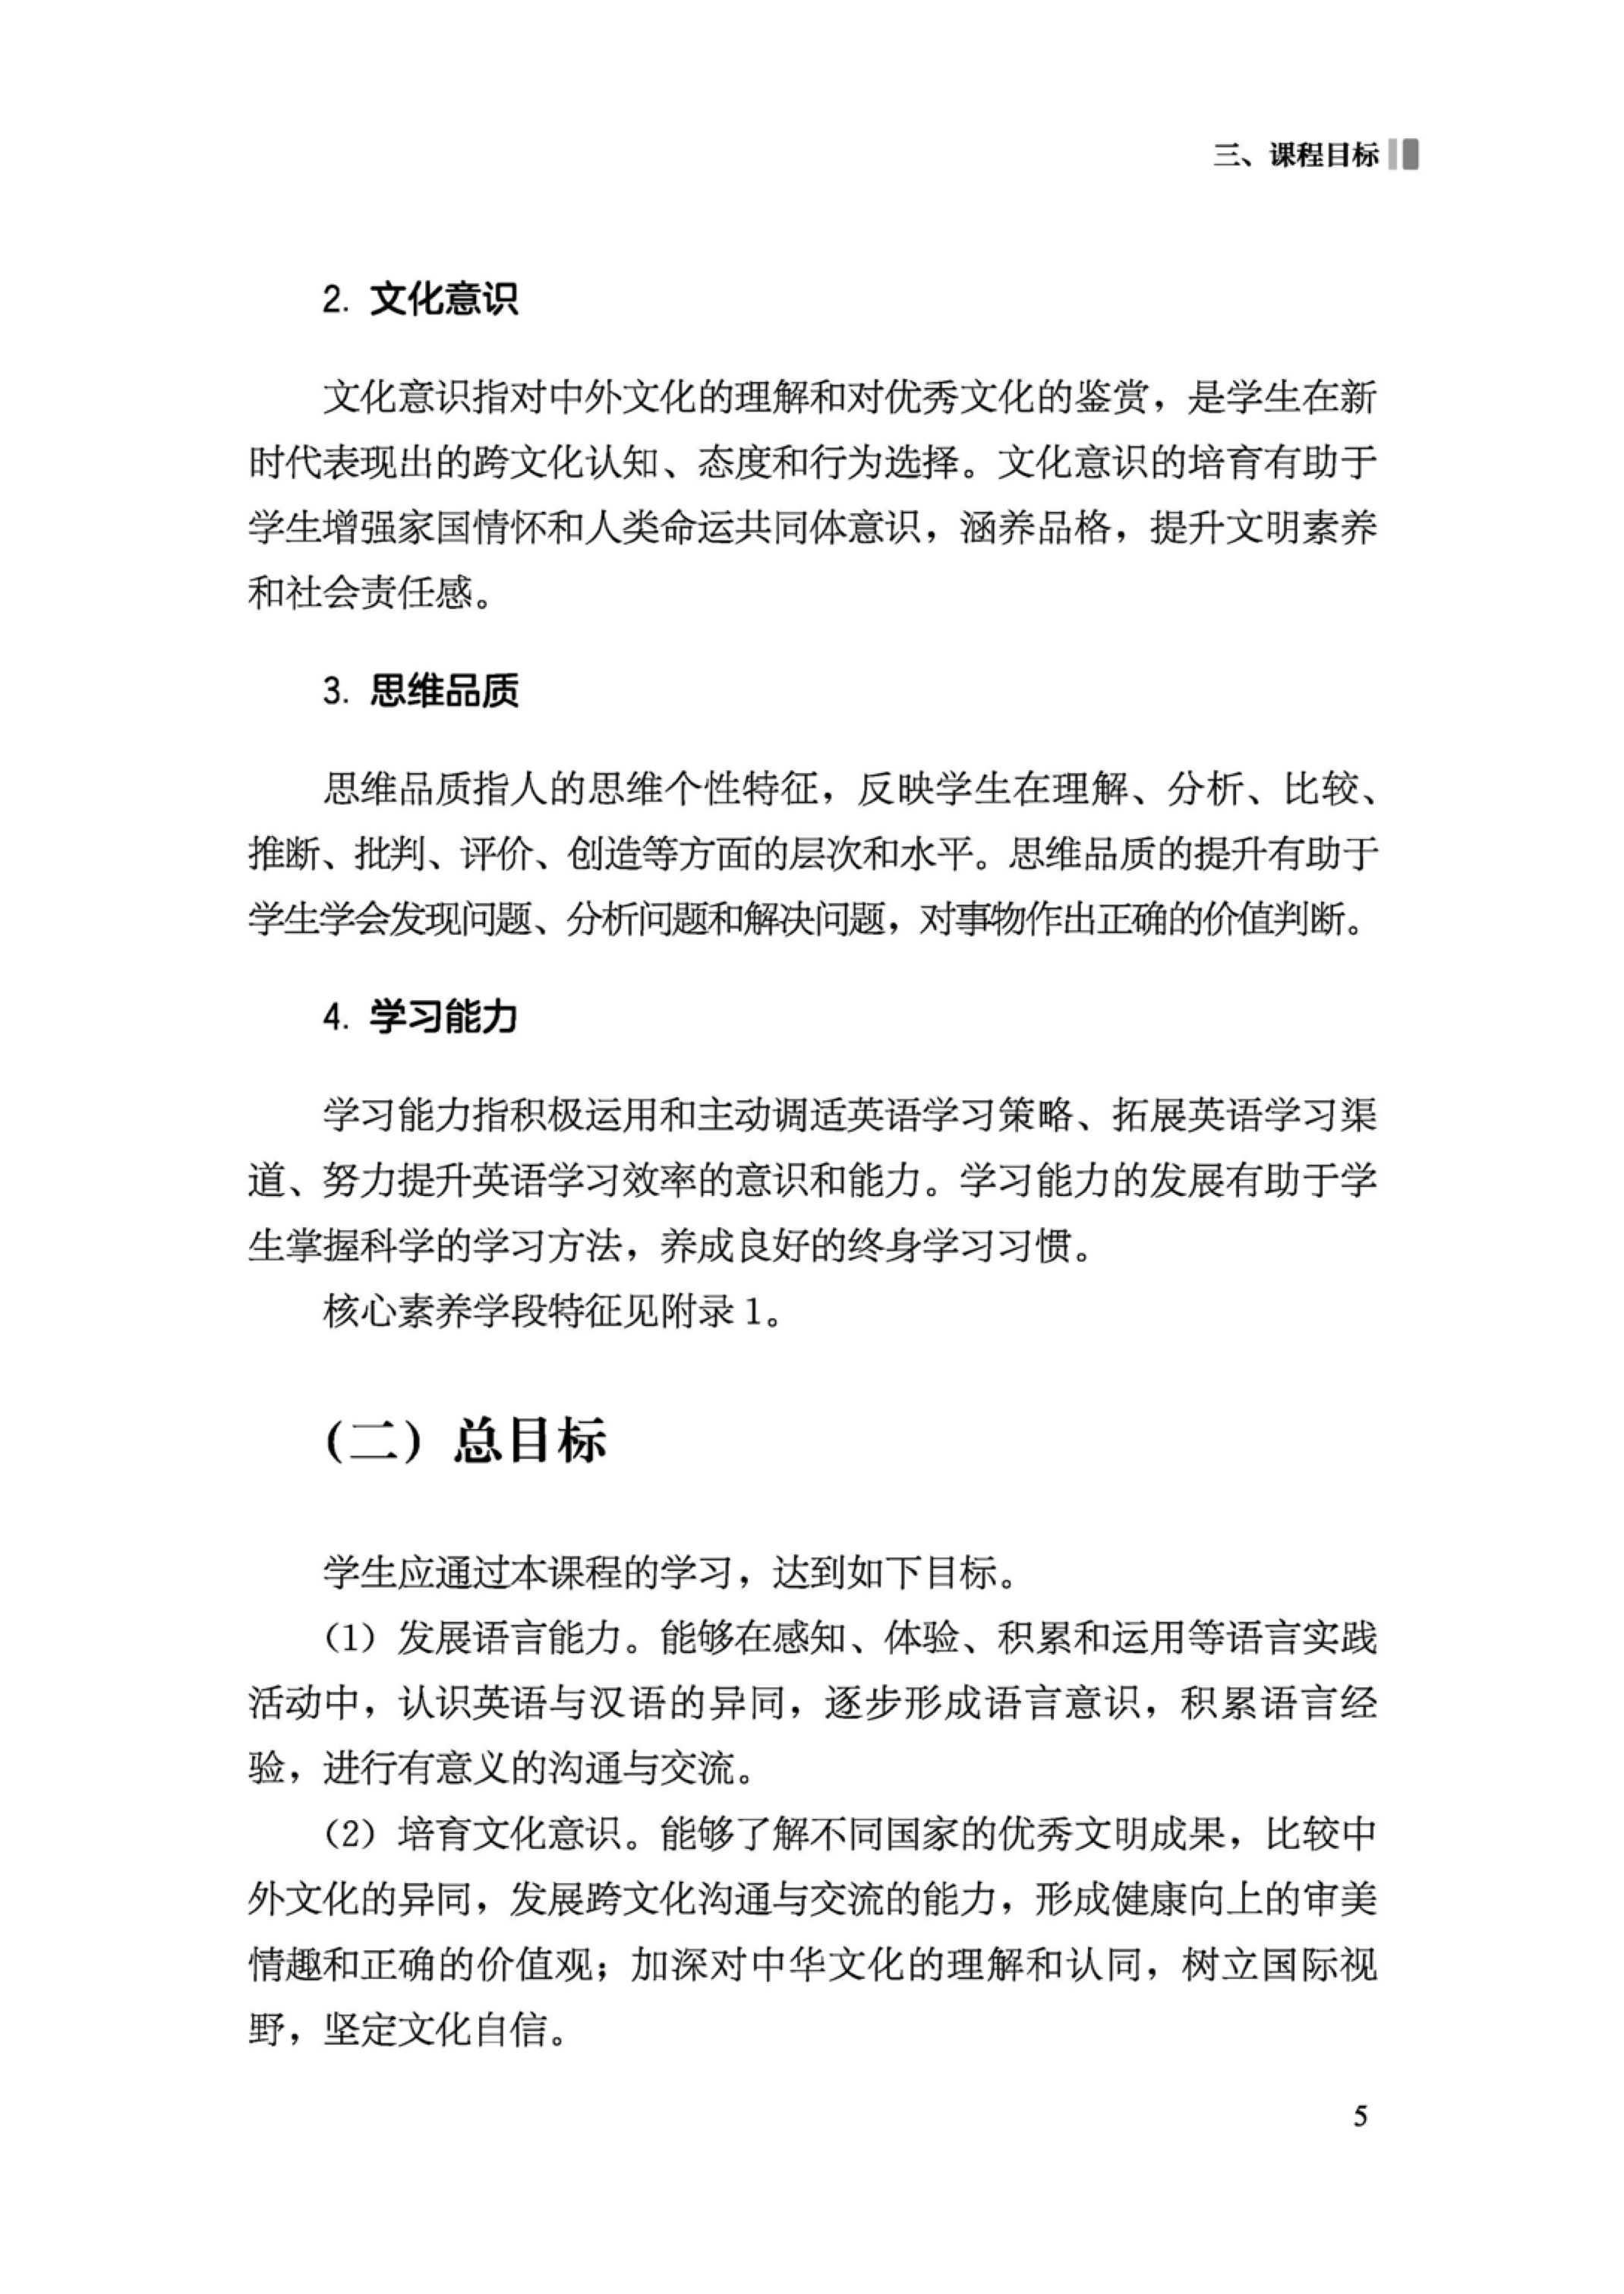 三、课程目标
2. 文化意识
文化意识指对中外文化的理解和对优秀文化的鉴赏，是学生在新
时代表现出的跨文化认知、态度和行为选择。文化意识的培育有助于
学生增强家国情怀和人类命运共同体意识，涵养品格，提升文明素养
和社会责任感。
3. 思维品质
思维品质指人的思维个性特征，反映学生在理解、分析、比较、
推断、批判、评价、创造等方面的层次和水平。思维品质的提升有助于
学生学会发现问题、分析问题和解决问题，对事物作出正确的价值判断。
4. 学习能力
学习能力指积极运用和主动调适英语学习策略、拓展英语学习渠
道、努力提升英语学习效率的意识和能力。学习能力的发展有助于学
生掌握科学的学习方法，养成良好的终身学习习惯。
核心素养学段特征见附录 1。
（二）总目标
学生应通过本课程的学习，达到如下目标。
（1）发展语言能力。能够在感知、体验、积累和运用等语言实践
活动中，认识英语与汉语的异同，逐步形成语言意识，积累语言经
验，进行有意义的沟通与交流。
（2）培育文化意识。能够了解不同国家的优秀文明成果，比较中
外文化的异同，发展跨文化沟通与交流的能力，形成健康向上的审美
情趣和正确的价值观；加深对中华文化的理解和认同，树立国际视
野，坚定文化自信。
5